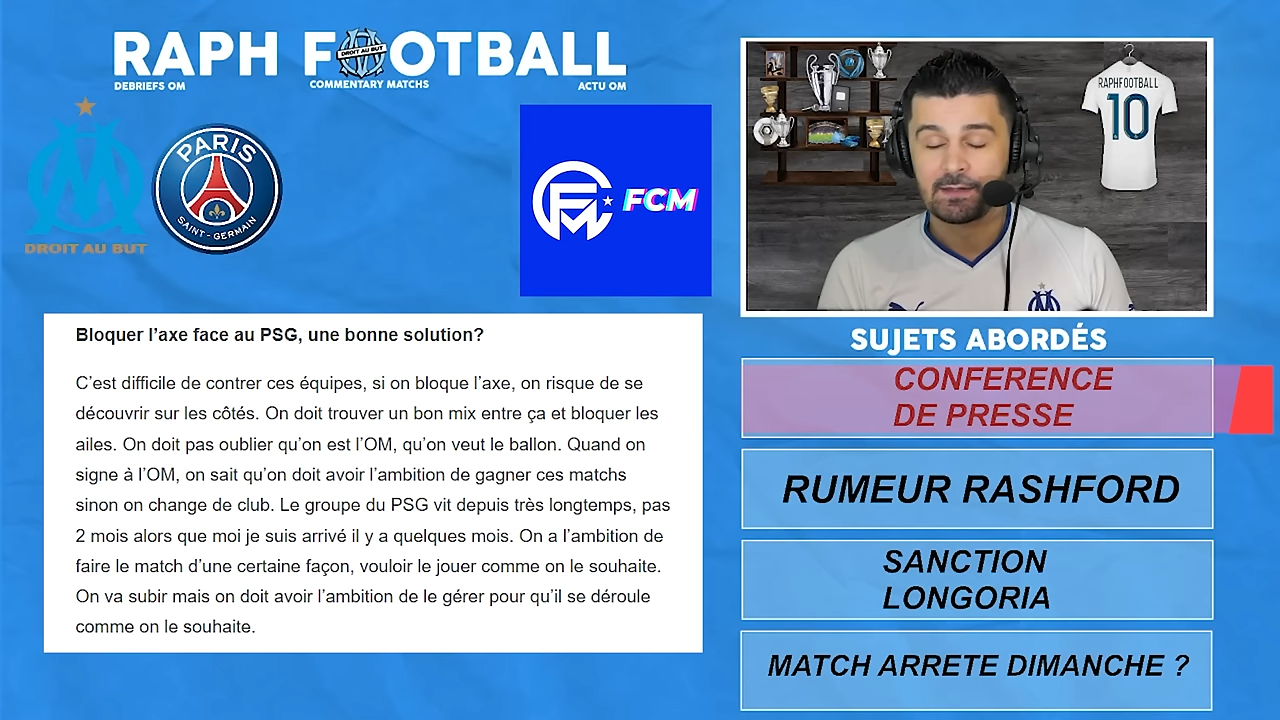 RAPH FOOTBALL
DROIT AU BUT
DEBRIEFS OM
COMMENTARY MATCHS
ACTU OM
DROIT AU BUT
PARIS
SAINT-GERMAIN
FCM
RAPHFOOTBALL
10
Bloquer l’axe face au PSG, une bonne solution?
C’est difficile de contrer ces équipes, si on bloque l’axe, on risque de se
découvrir sur les côtés. On doit trouver un bon mix entre ça et bloquer les
ailes. On doit pas oublier qu’on est l’OM, qu’on veut le ballon. Quand on
signe à l’OM, on sait qu’on doit avoir l’ambition de gagner ces matchs
sinon on change de club. Le groupe du PSG vit depuis très longtemps, pas
2 mois alors que moi je suis arrivé il y a quelques mois. On a l’ambition de
faire le match d’une certaine façon, vouloir le jouer comme on le souhaite.
On va subir mais on doit avoir l’ambition de le gérer pour qu’il se déroule
comme on le souhaite.
SUJETS ABORDÉS
CONFERENCE
DE PRESSE
RUMEUR RASHFORD
SANCTION
LONGORIA
MATCH ARRETE DIMANCHE ?